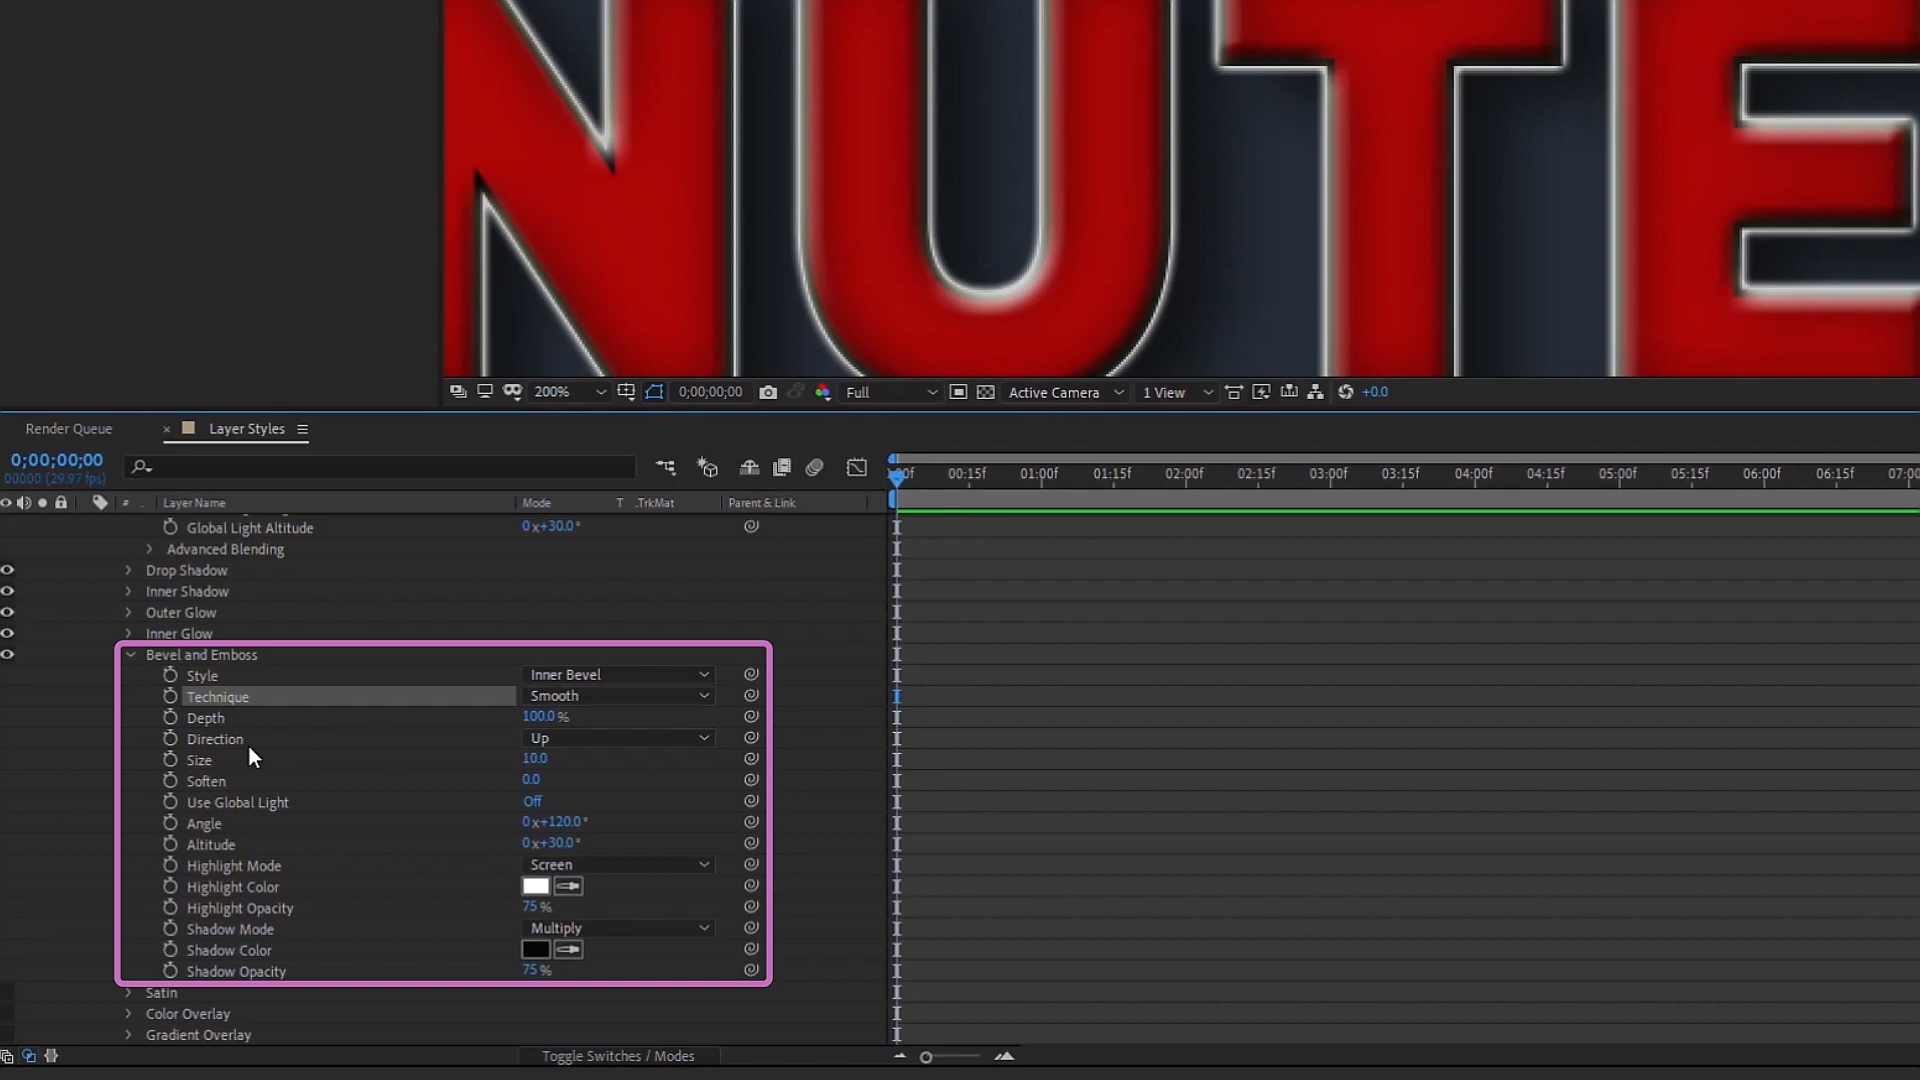 NUTE
200% 0;00;00;00 Full Active Camera 1 View +0.0
Render Queue × Layer Styles
0;00;00;00
00000 (29.97 fps)
00f 00:15f 01:00f 01:15f 02:00f 02:15f 03:00f 03:15f 04:00f 04:15f 05:00f 05:15f 06:00f 06:15f 07:00
# . Layer Name Mode T .TrkMat Parent & Link
Global Light Altitude 0x+30.0°
Advanced Blending
Drop Shadow
Inner Shadow
Outer Glow
Inner Glow
Bevel and Emboss
Style Inner Bevel
Technique Smooth
Depth 100.0 %
Direction Up
Size 10.0
Soften 0.0
Use Global Light Off
Angle 0x+120.0°
Altitude 0x+30.0°
Highlight Mode Screen
Highlight Color
Highlight Opacity 75 %
Shadow Mode Multiply
Shadow Color
Shadow Opacity 75 %
Satin
Color Overlay
Gradient Overlay
Toggle Switches / Modes